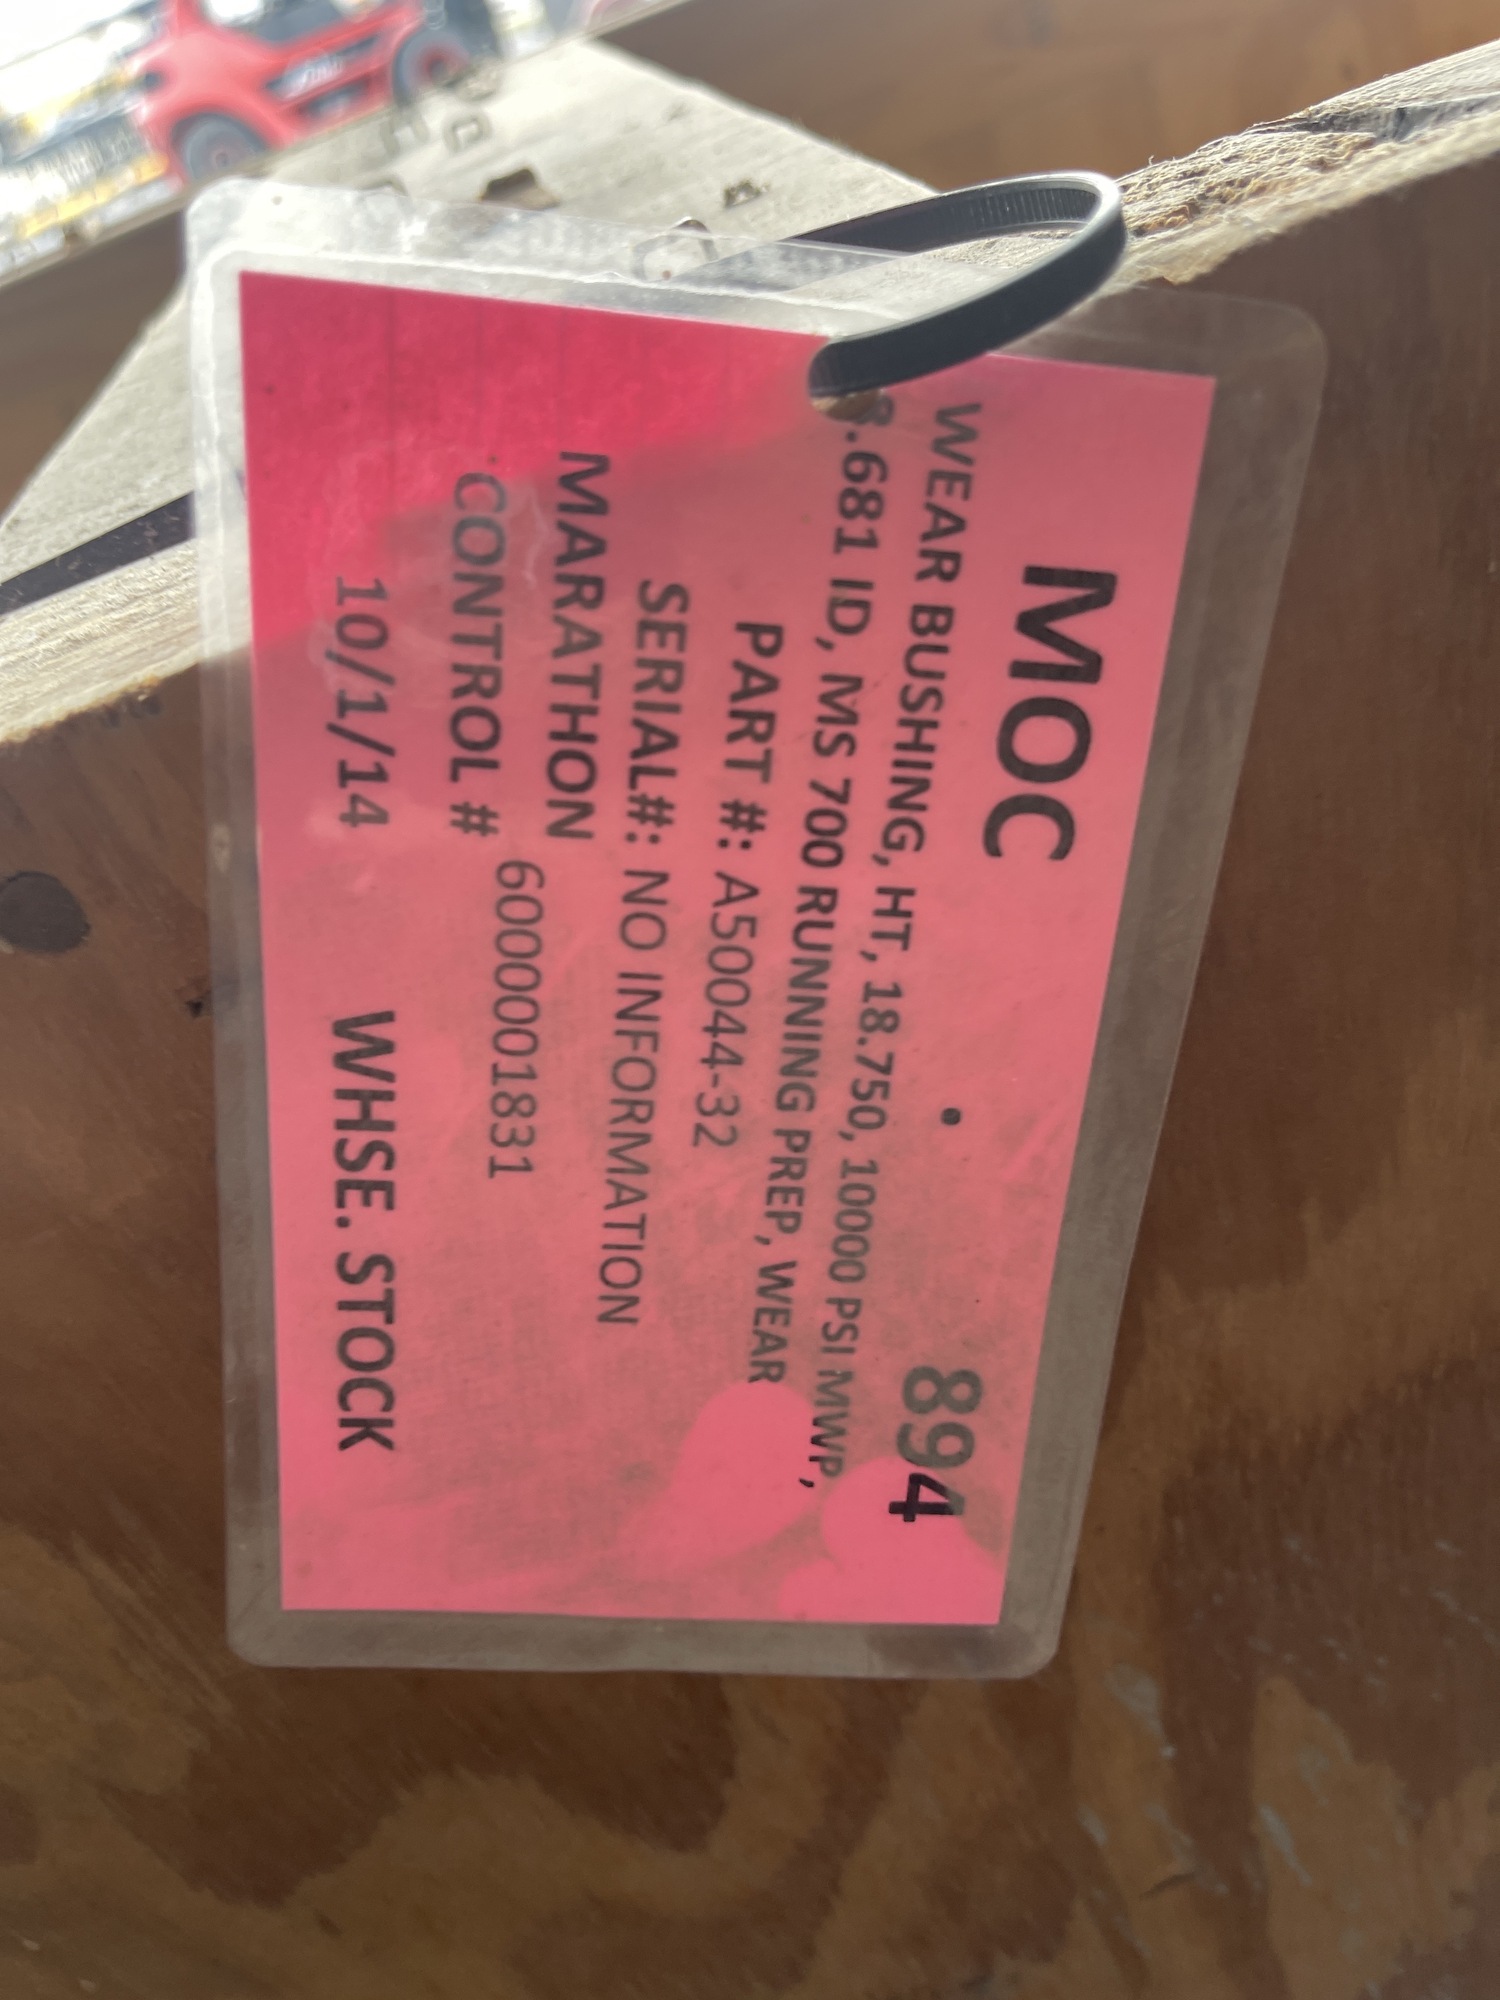 MOC 894
WEAR BUSHING, HT, 18.750, 10000 PSI MWP,
8.681 ID, MS 700 RUNNING PREP, WEAR
PART #: A50044-32
SERIAL#: NO INFORMATION
MARATHON
CONTROL # 6000001831
10/1/14 WHSE. STOCK